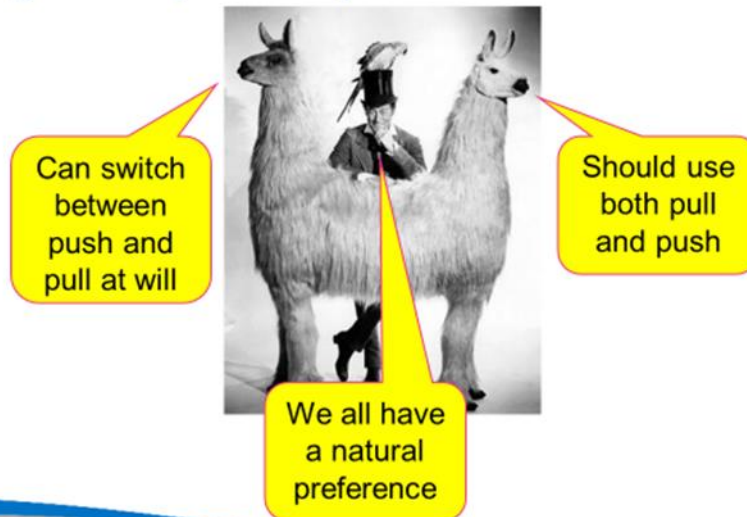 Can switch
between
push and
pull at will
Should use
both pull
and push
We all have
a natural
preference